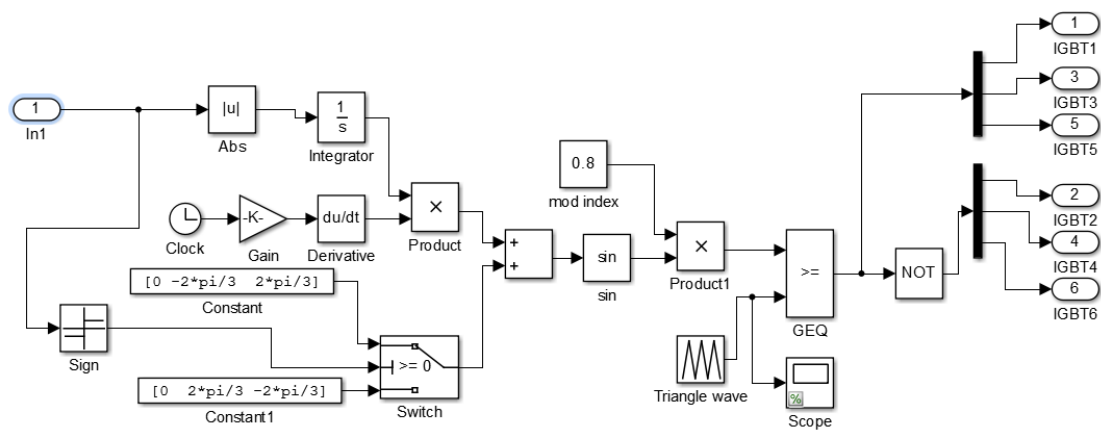 1
In1
|u|
Abs
1
s
Integrator
Clock
-K-
Gain
du/dt
Derivative
×
Product
[0 -2*pi/3 2*pi/3]
Constant
Sign
[0 2*pi/3 -2*pi/3]
Constant1
>= 0
Switch
+
+
sin
sin
0.8
mod index
×
Product1
Triangle wave
>=
GEQ
%
Scope
NOT
1
IGBT1
3
IGBT3
5
IGBT5
2
IGBT2
4
IGBT4
6
IGBT6